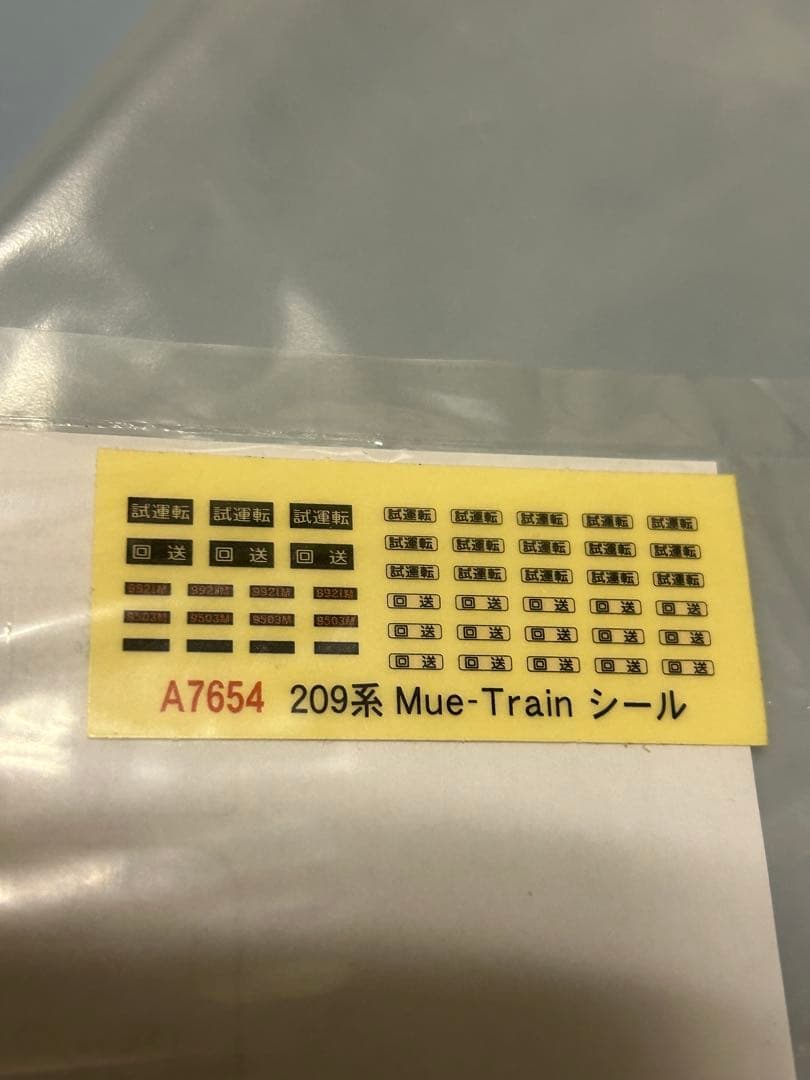 試運転 試運転 試運転
回送 回送 回送
9921M 9921M 9921M 9921M
9503M 9503M 9503M 9503M
試運転 試運転 試運転 試運転 試運転
試運転 試運転 試運転 試運転 試運転
試運転 試運転 試運転 試運転 試運転
回送 回送 回送 回送 回送
回送 回送 回送 回送 回送
回送 回送 回送 回送 回送
A7654 209系 Mue-Train シール